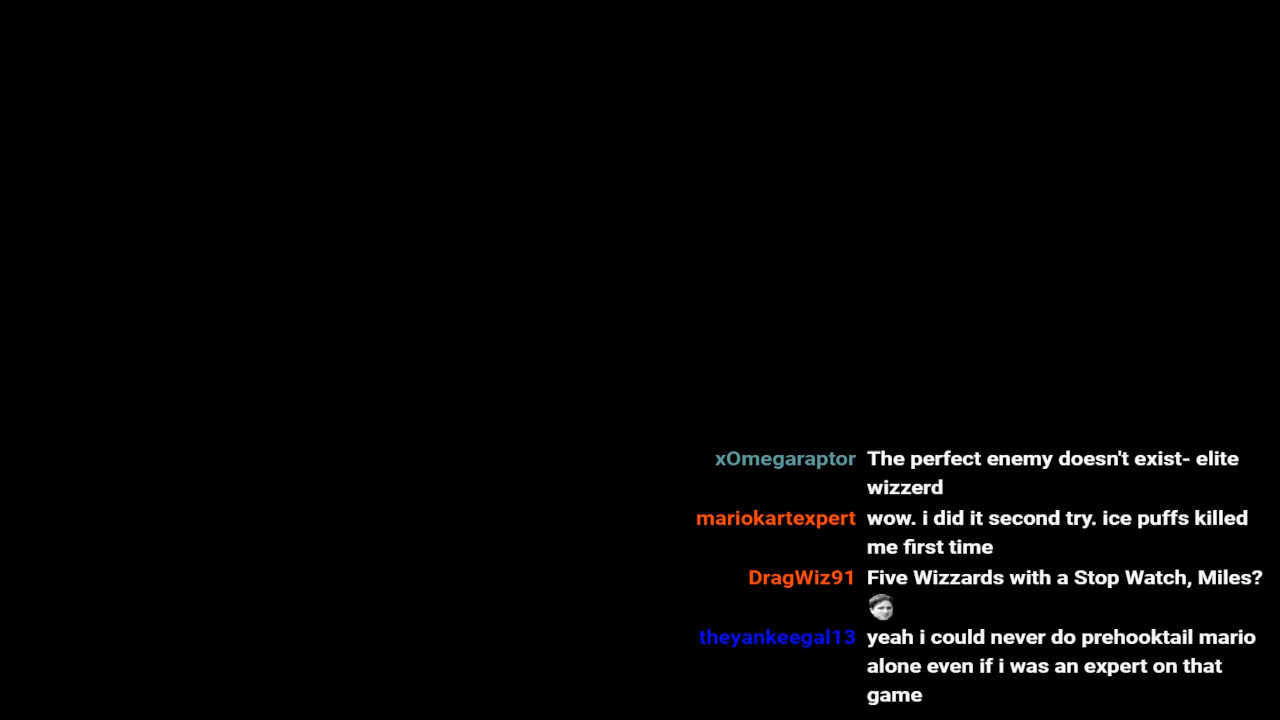 xOmegaraptor The perfect enemy doesn't exist- elite
wizzerd
mariokartexpert wow. i did it second try. ice puffs killed
me first time
DragWiz91 Five Wizzards with a Stop Watch, Miles?
theyankeegal13 yeah i could never do prehooktail mario
alone even if i was an expert on that
game